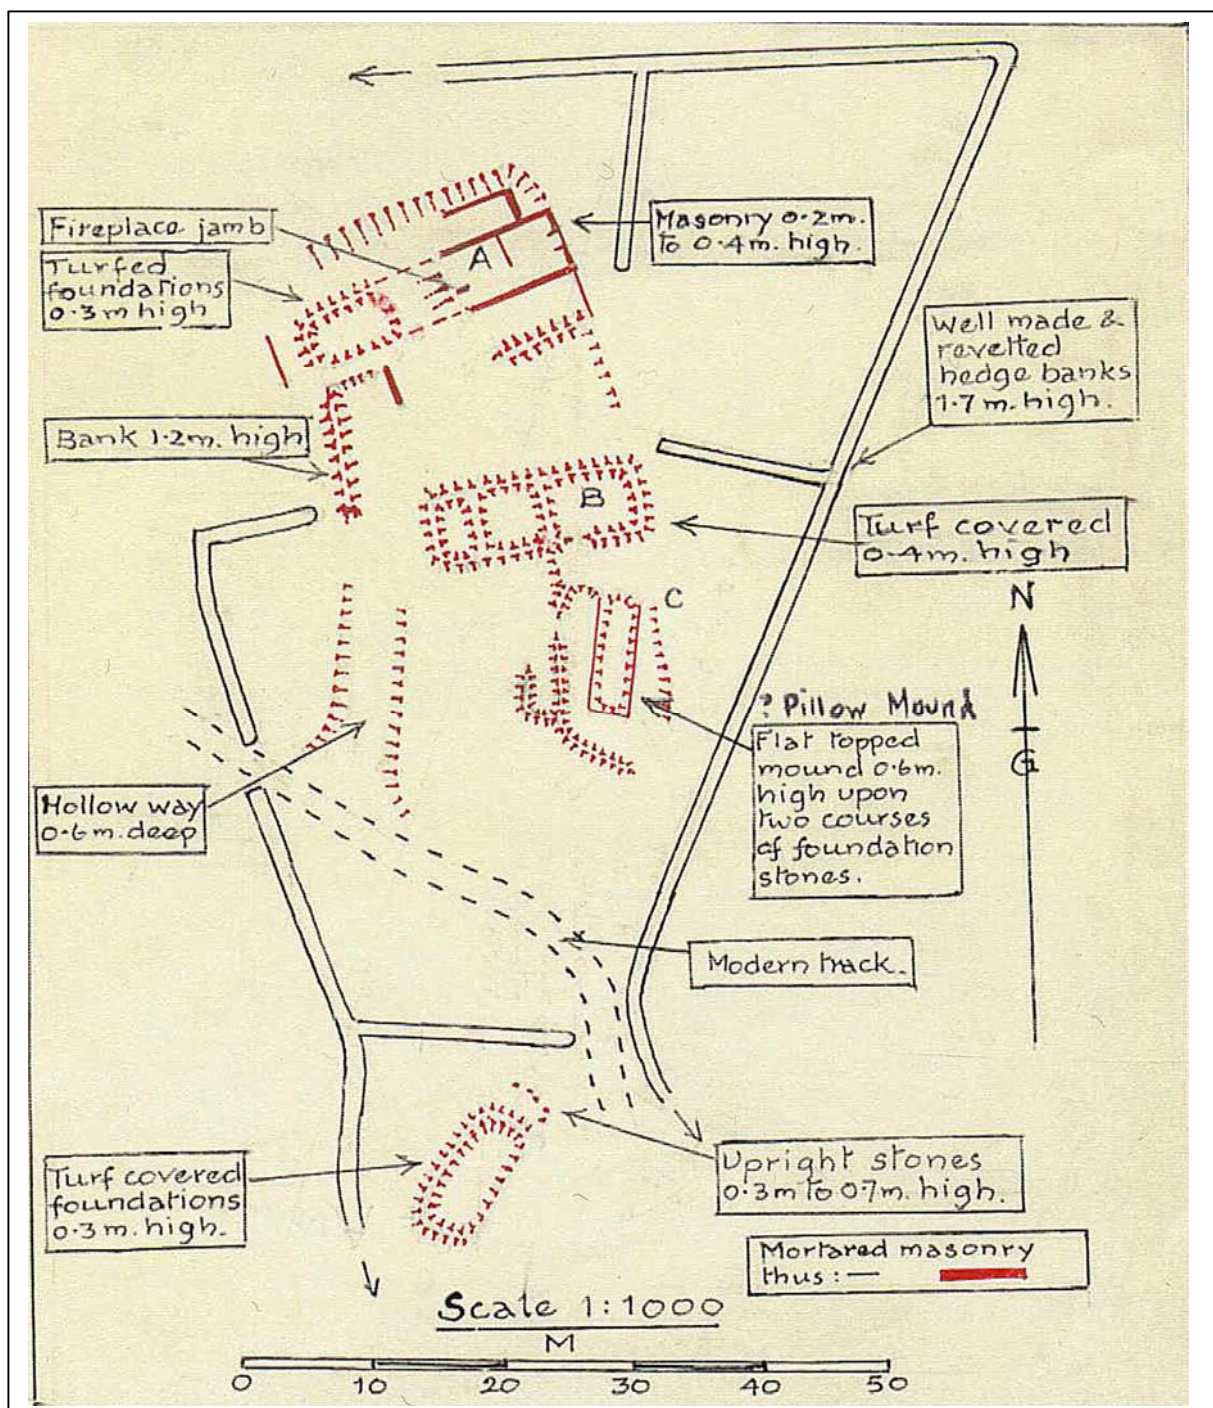 Fireplace jamb
Turfed
foundations
0.3m high
A
Masonry 0.2m.
to 0.4m. high.
Well made &
revetted
hedge banks
1.7 m. high.
Bank 1.2m. high
B
Turf covered
0.4m. high
C
N
G
? Pillow Mound
Flat topped
mound 0.6m.
high upon
two courses
of foundation
stones.
Hollow way
0.6m. deep
Modern track.
Turf covered
foundations
0.3m. high.
Upright stones
0.3m to 0.7m. high.
Mortared masonry
thus : —
Scale 1:1000
M
0 10 20 30 40 50